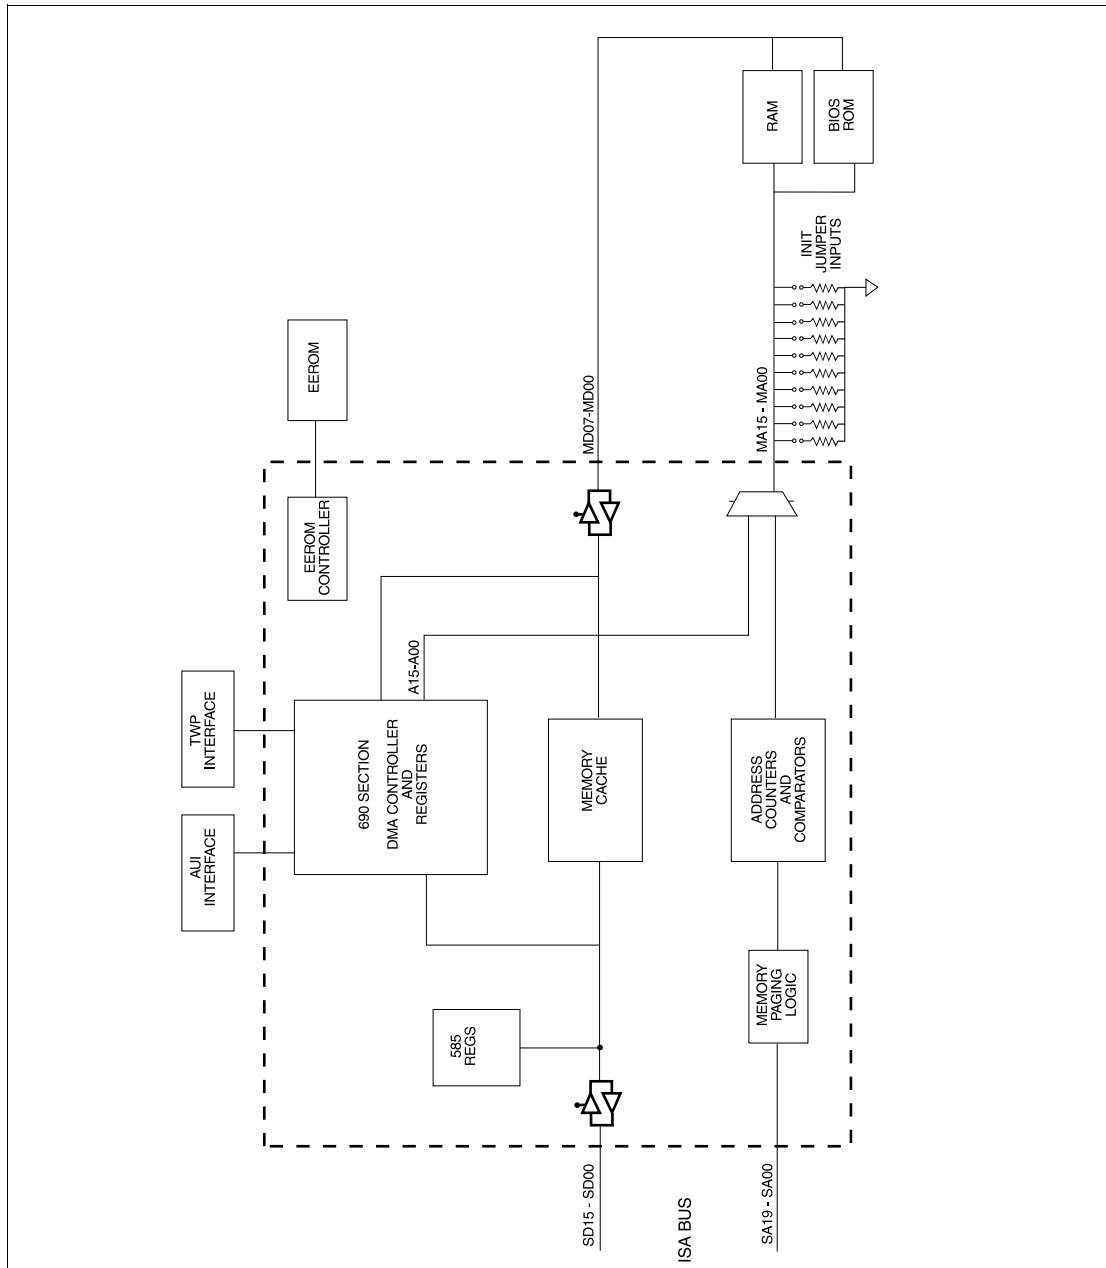 AUI
INTERFACE
TWP
INTERFACE
EEROM
CONTROLLER
EEROM
690 SECTION
DMA CONTROLLER
AND
REGISTERS
A15-A00
585
REGS
MEMORY
CACHE
SD15 - SD00
MD07-MD00
ISA BUS
SA19 - SA00
MEMORY
PAGING
LOGIC
ADDRESS
COUNTERS
AND
COMPARATORS
MA15 - MA00
INIT
JUMPER
INPUTS
RAM
BIOS
ROM